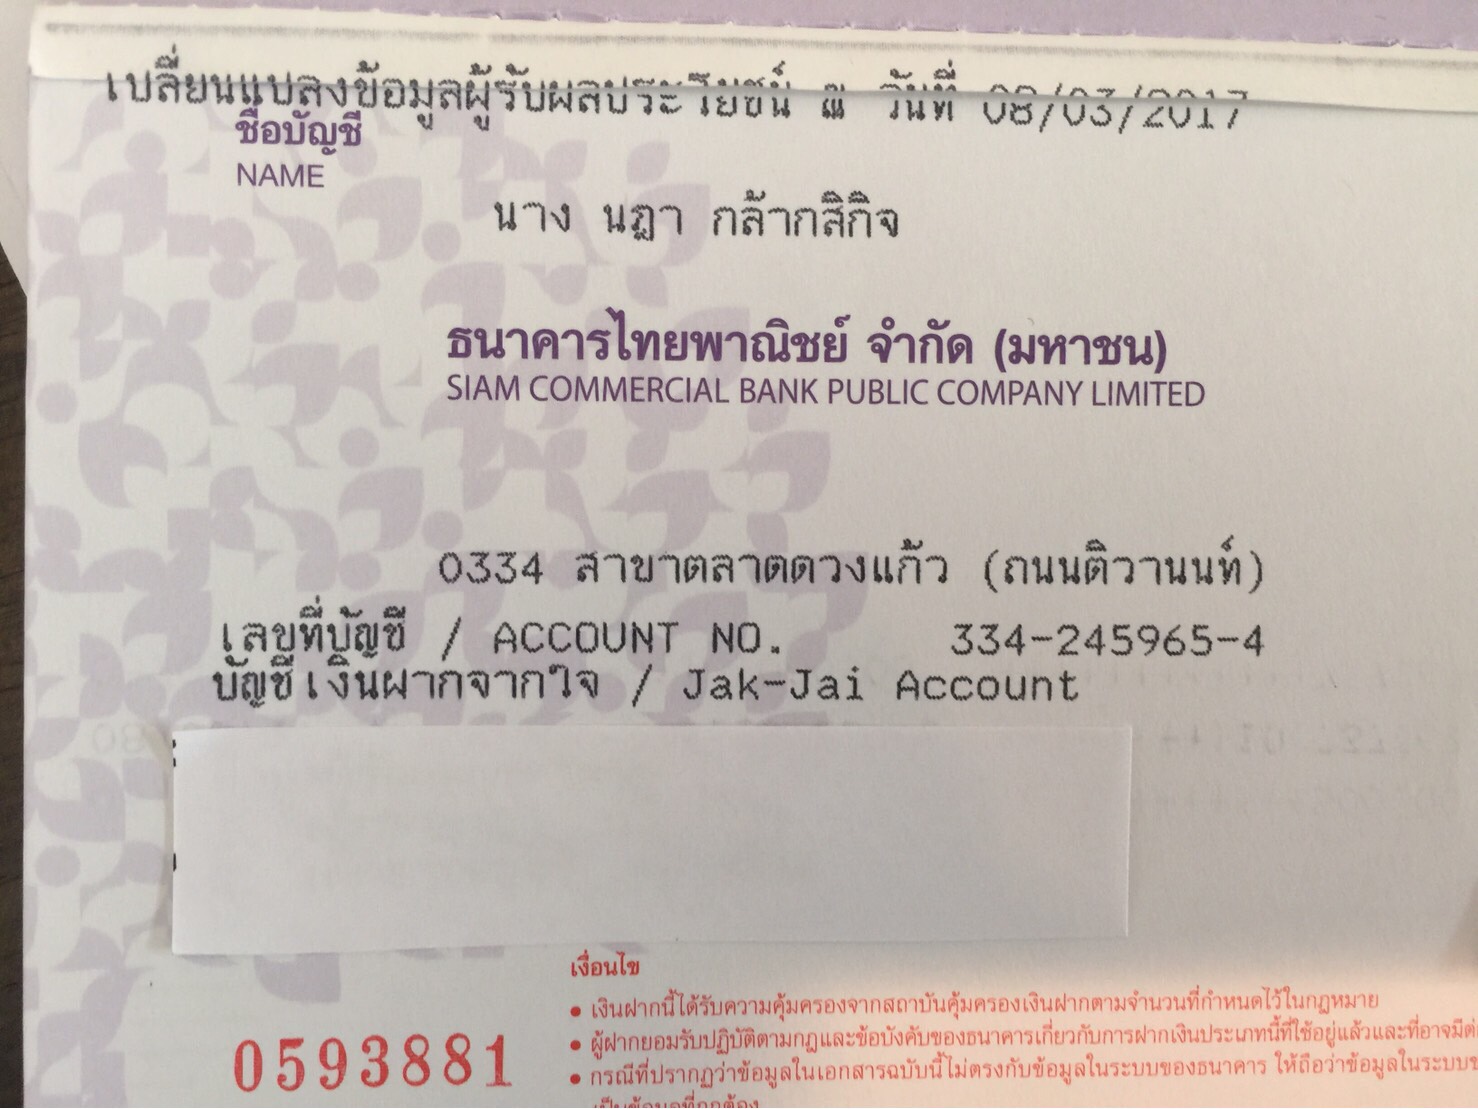 เปลี่ยนแปลงข้อมูลผู้รับผลประโยชน์ ณ วันที่ 08/03/2017
ชื่อบัญชี
NAME
นาง นฎา กล้ากสิกิจ
ธนาคารไทยพาณิชย์ จำกัด (มหาชน)
SIAM COMMERCIAL BANK PUBLIC COMPANY LIMITED
0334 สาขาตลาดดวงแก้ว (ถนนติวานนท์)
เลขที่บัญชี / ACCOUNT NO. 334-245965-4
บัญชีเงินฝากจากใจ / Jak-Jai Account
เงื่อนไข
• เงินฝากนี้ได้รับความคุ้มครองจากสถาบันคุ้มครองเงินฝากตามจำนวนที่กำหนดไว้ในกฎหมาย
• ผู้ฝากยอมรับปฏิบัติตามกฎและข้อบังคับของธนาคารเกี่ยวกับการฝากเงินประเภทนี้ที่ใช้อยู่แล้วและที่อาจมี
• กรณีที่ปรากฏว่าข้อมูลในเอกสารฉบับนี้ไม่ตรงกับข้อมูลในระบบของธนาคาร ให้ถือว่าข้อมูลในระบบ
เป็นข้อมูลที่ถูกต้อง
0593881